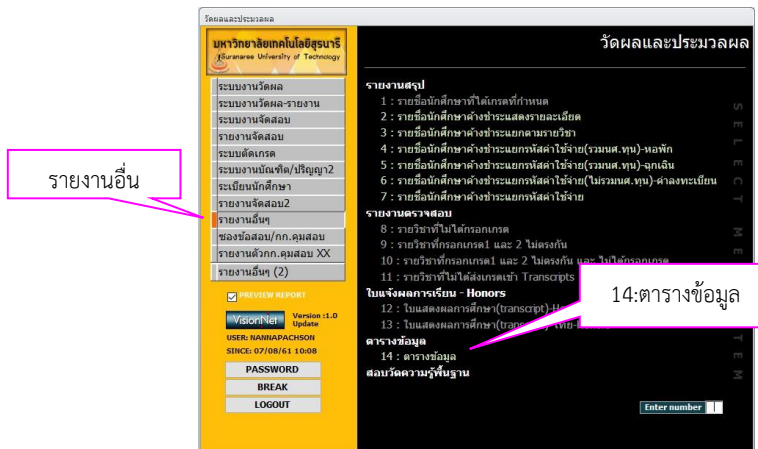 วัดผลและประมวลผล
มหาวิทยาลัยเทคโนโลยีสุรนารี
Suranaree University of Technology
วัดผลและประมวลผล
ระบบงานวัดผล
ระบบงานวัดผล-รายงาน
ระบบงานจัดสอบ
รายงานจัดสอบ
ระบบตัดเกรด
ระบบงานบัณฑิต/ปริญญา2
ระเบียนนักศึกษา
รายงานจัดสอบ2
รายงานอื่นๆ
ซองข้อสอบ/กก.คุมสอบ
รายงานตัวกก.คุมสอบ XX
รายงานอื่นๆ (2)
PREVIEW REPORT
VisionNet Version :1.0
Update
USER: NANNAPACHSON
SINCE: 07/08/61 10:08
PASSWORD
BREAK
LOGOUT
รายงานสรุป
1 : รายชื่อนักศึกษาที่ได้เกรดที่กำหนด
2 : รายชื่อนักศึกษาค้างชำระแสดงรายละเอียด
3 : รายชื่อนักศึกษาค้างชำระแยกตามรายวิชา
4 : รายชื่อนักศึกษาค้างชำระแยกรหัสค่าใช้จ่าย(รวมนศ.ทุน)-หอพัก
5 : รายชื่อนักศึกษาค้างชำระแยกรหัสค่าใช้จ่าย(รวมนศ.ทุน)-ฉุกเฉิน
6 : รายชื่อนักศึกษาค้างชำระแยกรหัสค่าใช้จ่าย(ไม่รวมนศ.ทุน)-ค่าลงทะเบียน
7 : รายชื่อนักศึกษาค้างชำระแยกรหัสค่าใช้จ่าย
รายงานตรวจสอบ
8 : รายวิชาที่ไม่ได้กรอกเกรด
9 : รายวิชาที่กรอกเกรด1 และ 2 ไม่ตรงกัน
10 : รายวิชาที่กรอกเกรด1 และ 2 ไม่ตรงกัน และ ไม่ได้กรอกเกรด
11 : รายวิชาที่ไม่ได้ส่งเกรดเข้า Transcripts
ใบแจ้งผลการเรียน - Honors
12 : ใบแสดงผลการศึกษา(transcript)-
13 : ใบแสดงผลการศึกษา(transcript)-ไทย-
ตารางข้อมูล
14 : ตารางข้อมูล
สอบวัดความรู้พื้นฐาน
Enter number
รายงานอื่น
14:ตารางข้อมูล